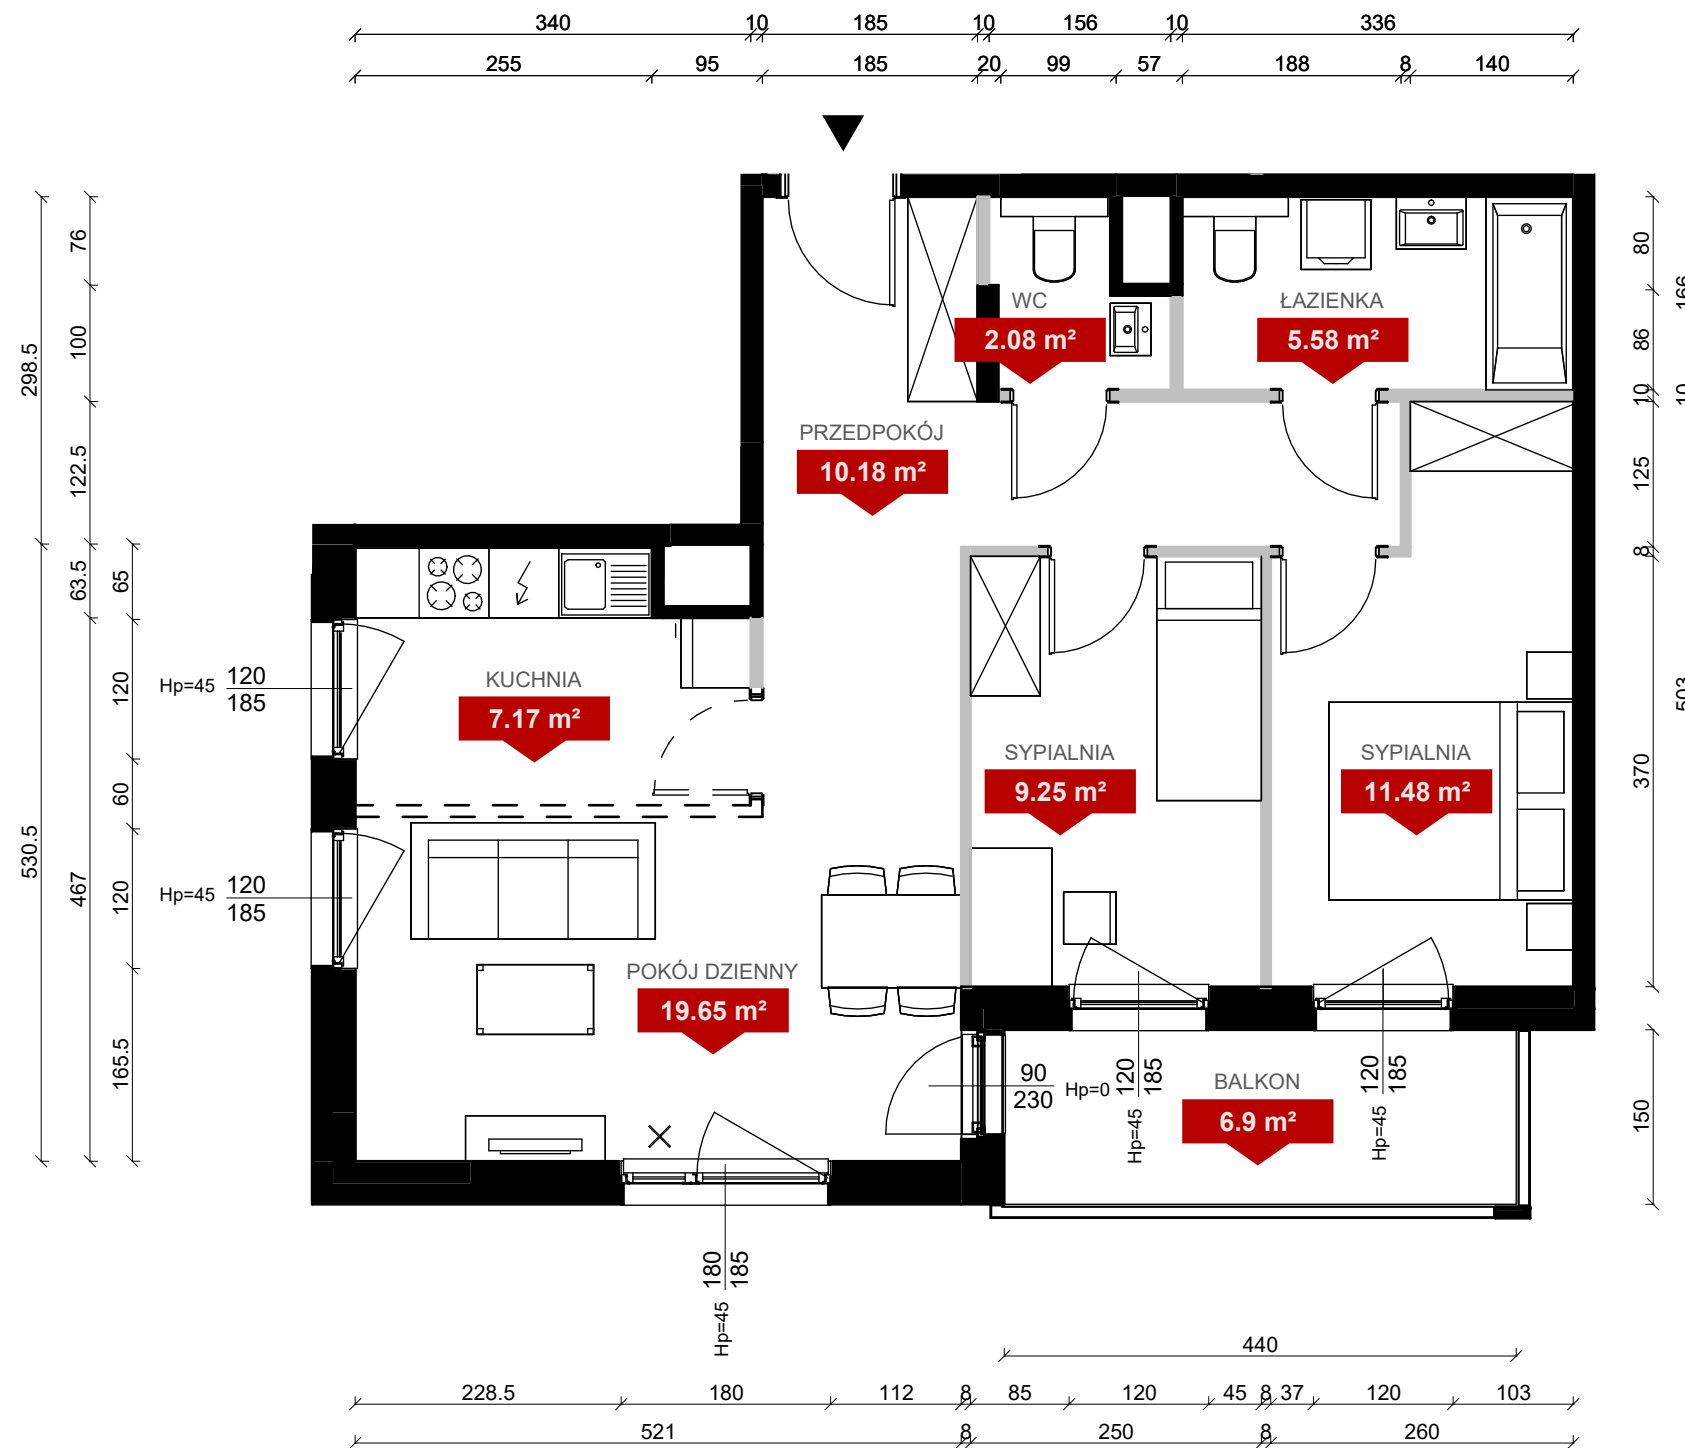 340 10 185 10 156 10 336
255 95 185 20 99 57 188 8 140
298.5
530.5
76
100
122.5
63.5
467
65
120
60
120
165.5
WC
2.08 m²
ŁAZIENKA
5.58 m²
PRZEDPOKÓJ
10.18 m²
KUCHNIA
7.17 m²
SYPIALNIA
9.25 m²
SYPIALNIA
11.48 m²
POKÓJ DZIENNY
19.65 m²
BALKON
6.9 m²
Hp=45 120
185
Hp=45 120
185
90
230
Hp=0
120
185
Hp=45
120
185
Hp=45
180
185
Hp=45
80
86
10
125
8
370
150
166
10
503
440
228.5 180 112 8 85 120 45 8 37 120 103
521 8 250 8 260